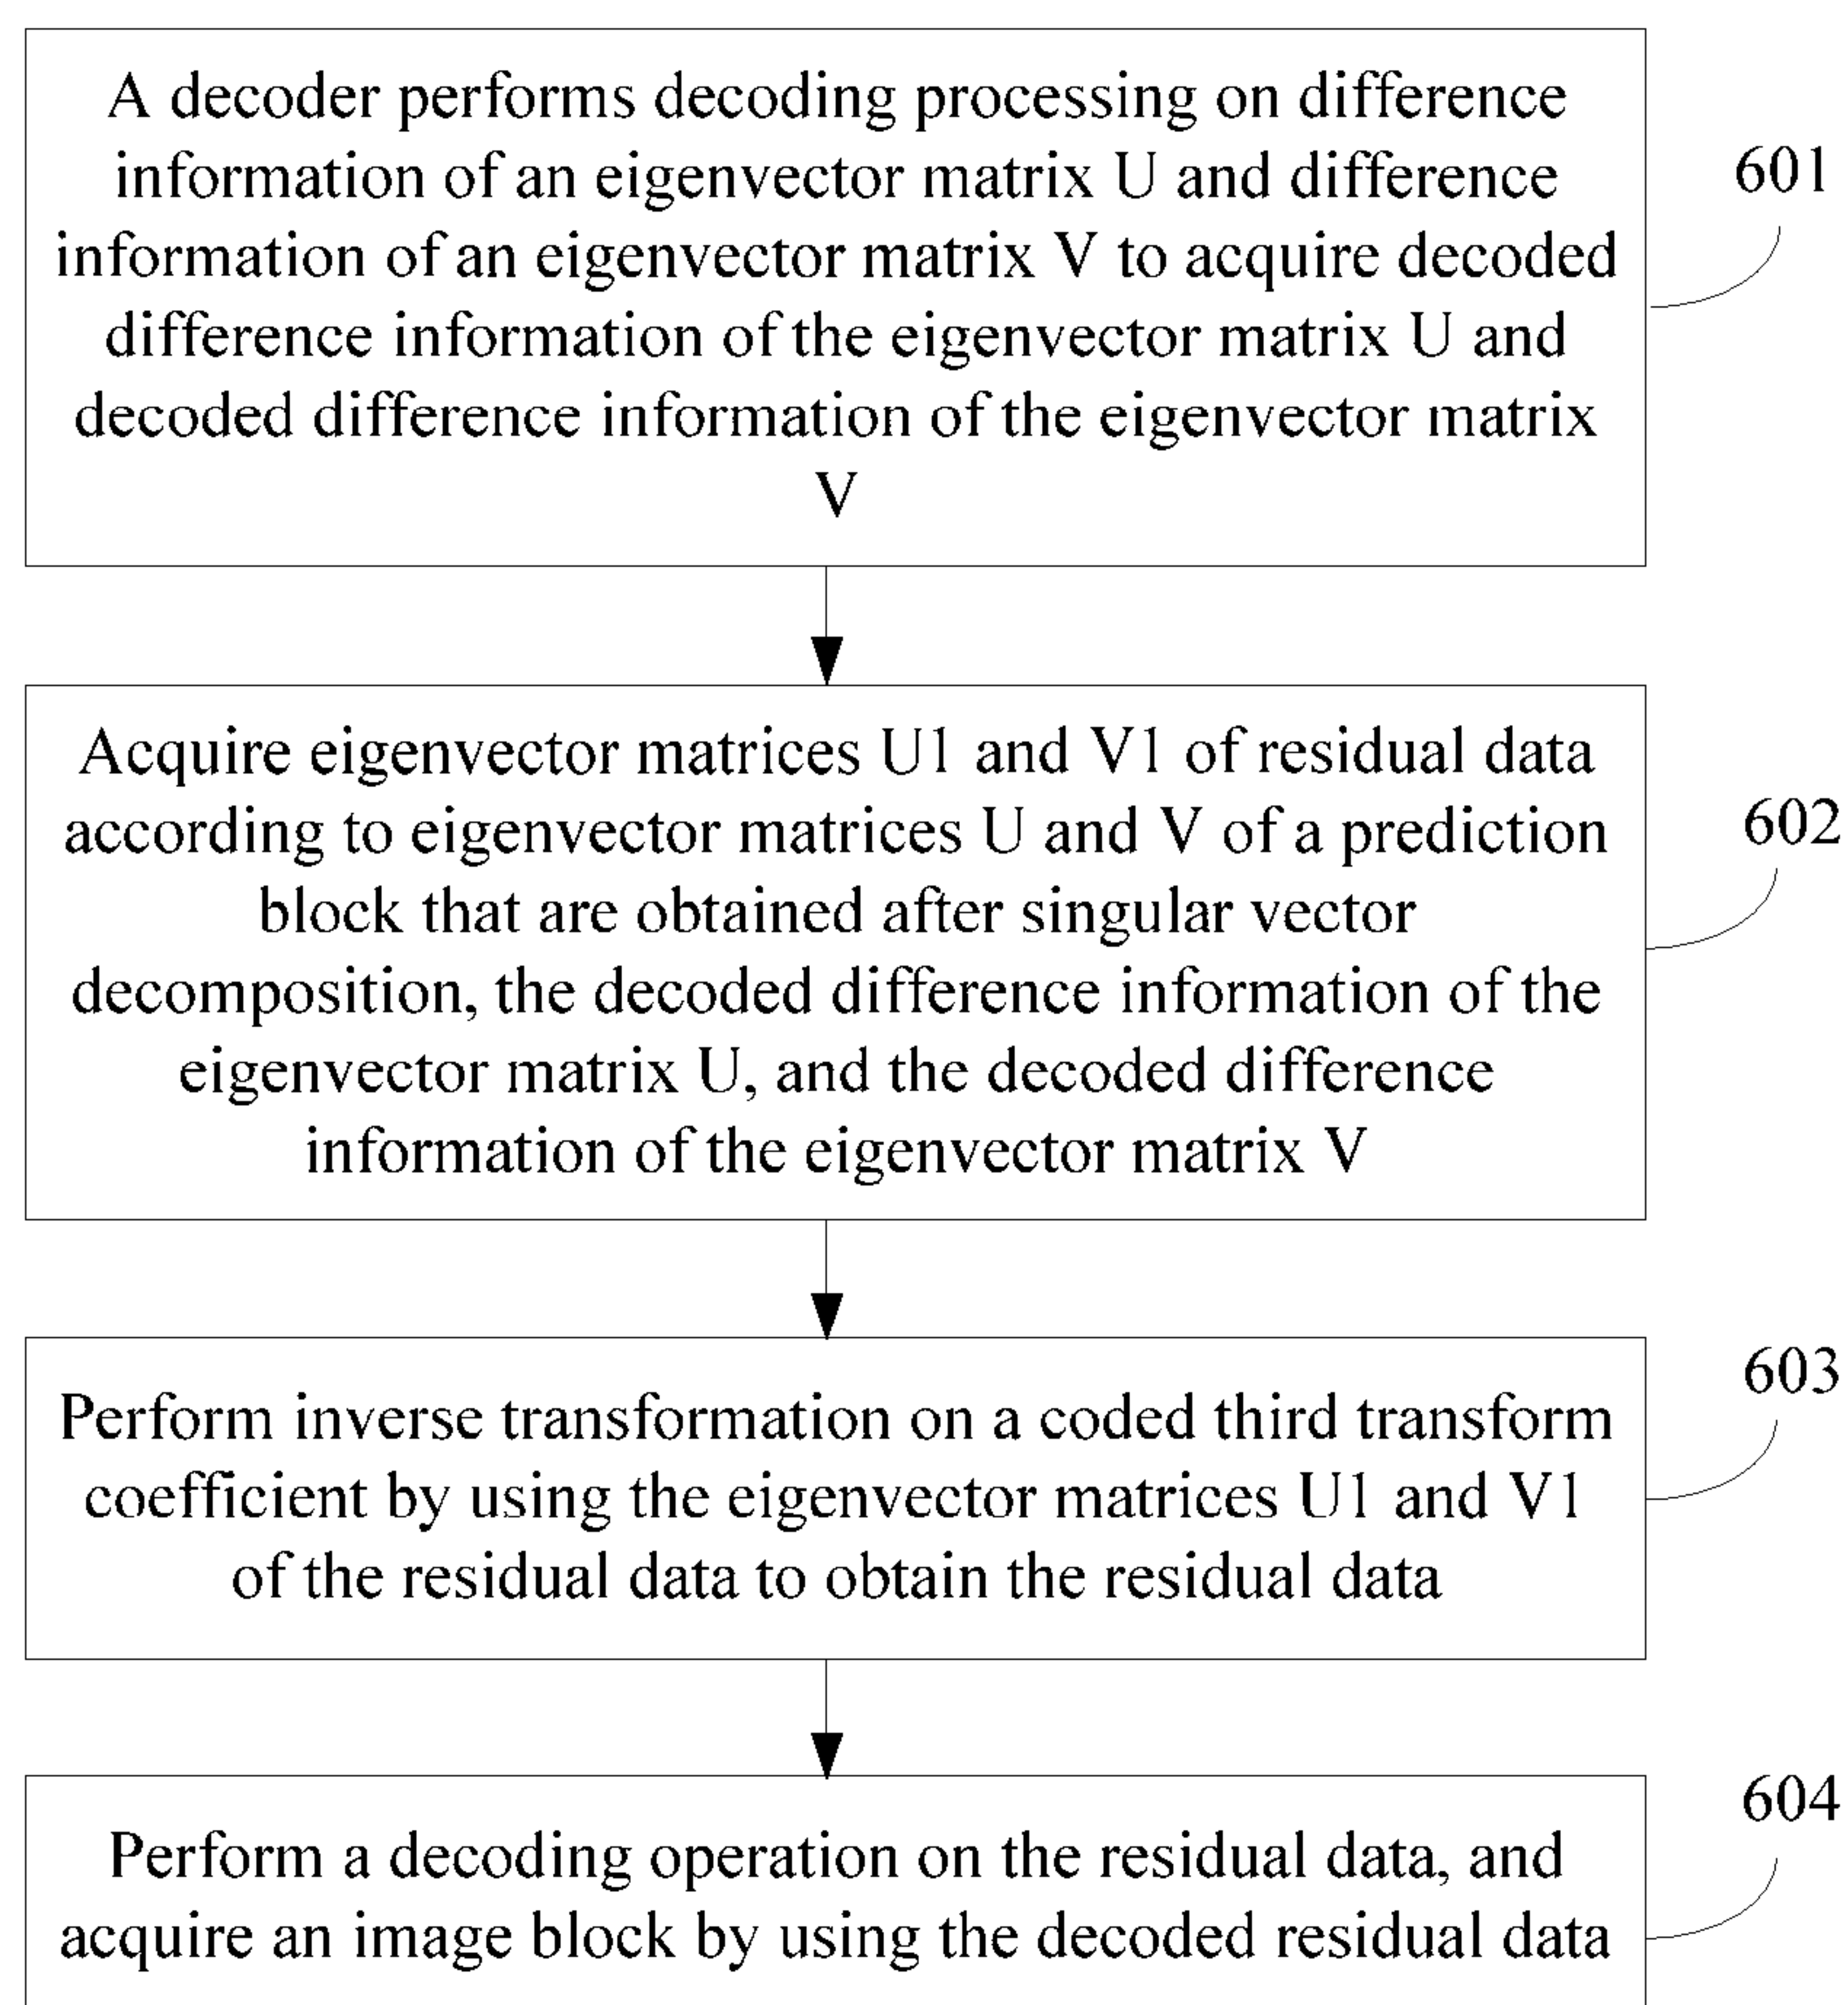 A decoder performs decoding processing on difference
information of an eigenvector matrix U and difference
information of an eigenvector matrix V to acquire decoded
difference information of the eigenvector matrix U and
decoded difference information of the eigenvector matrix
V
601
Acquire eigenvector matrices U1 and V1 of residual data
according to eigenvector matrices U and V of a prediction
block that are obtained after singular vector
decomposition, the decoded difference information of the
eigenvector matrix U, and the decoded difference
information of the eigenvector matrix V
602
Perform inverse transformation on a coded third transform
coefficient by using the eigenvector matrices U1 and V1
of the residual data to obtain the residual data
603
Perform a decoding operation on the residual data, and
acquire an image block by using the decoded residual data
604